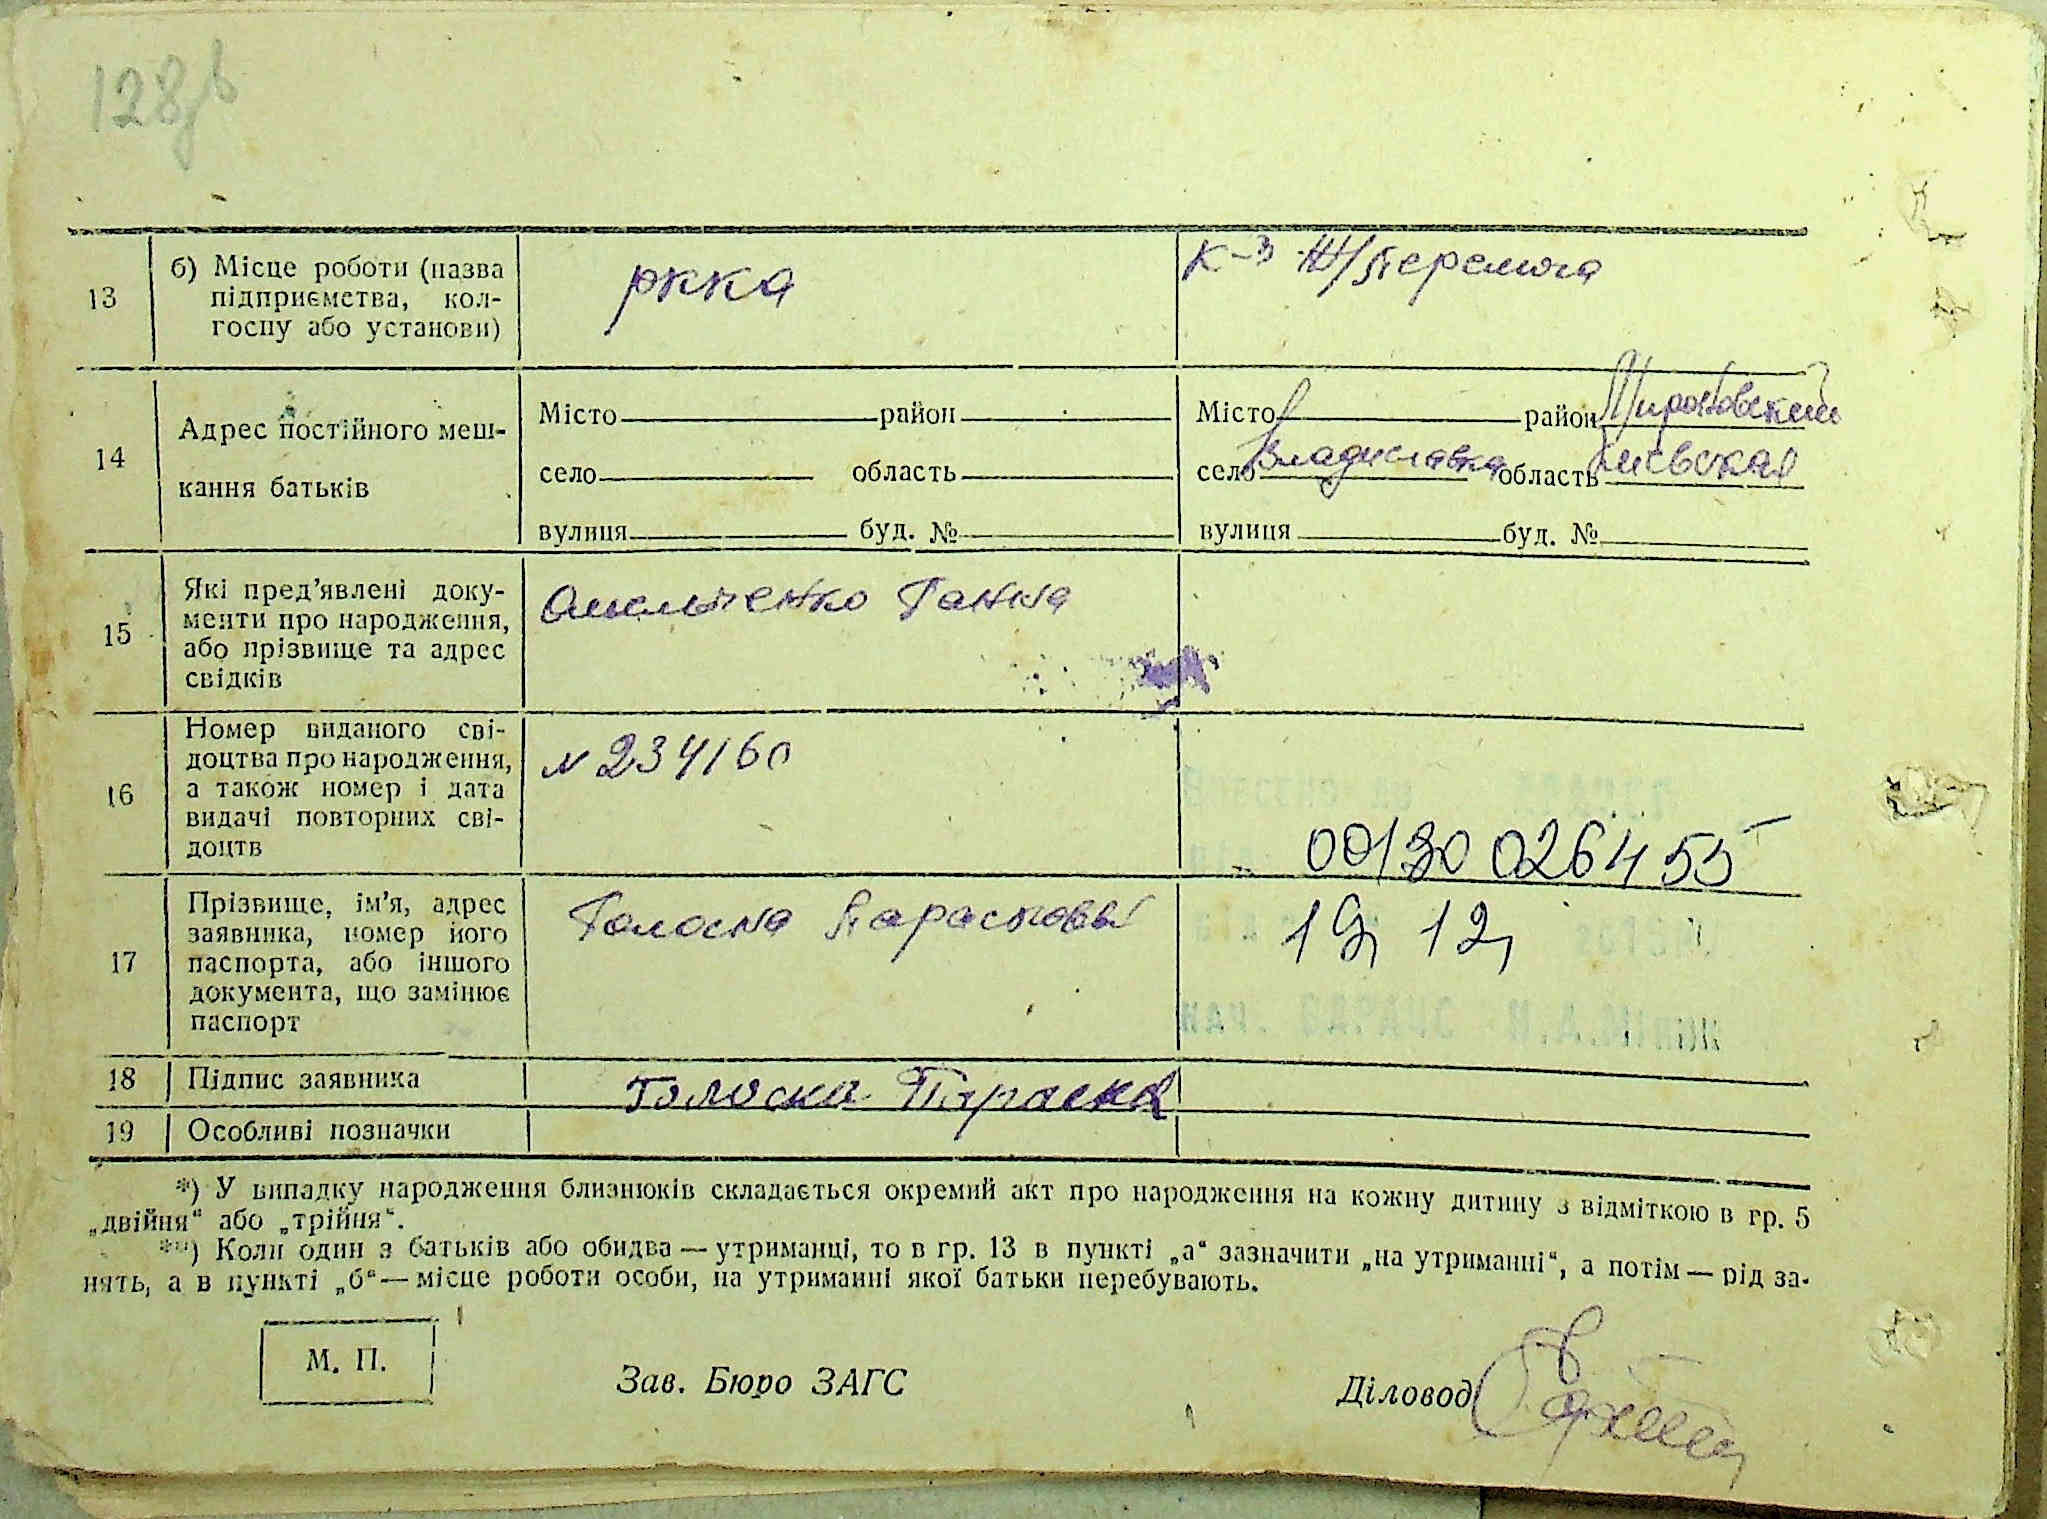 128
13
б) Місце роботи (назва
підприємства, кол-
госпу або установи)
ркка
к-з Перемога
14
Адрес постійного меш-
кання батьків
Місто район
село область
вулиця буд. №
Місто район Мироновский
село Владиславка область Киевская
вулиця буд. №
15
Які пред’явлені доку-
менти про народження,
або прізвище та адрес
свідків
Омельченко Ганна
16
Номер виданого сві-
доцтва про народження,
а також номер і дата
видачі повторних сві-
доцтв
N 234160
00130026455
17
Прізвище, ім’я, адрес
заявника, номер його
паспорта, або іншого
документа, що замінює
паспорт
Голосна
12,
18
Підпис заявника
Параска
19
Особливі позначки
*) У випадку народження близнюків складається окремий акт про народження на кожну дитину з відміткою в гр. 5
„двійня“ або „трійня“.
**) Коли один з батьків або обидва — утриманці, то в гр. 13 в пункті „а“ зазначити „на утриманні“, а потім — рід за-
нять, а в пункті „б“ — місце роботи особи, на утриманні якої батьки перебувають.
М. П.
Зав. Бюро ЗАГС
Діловод